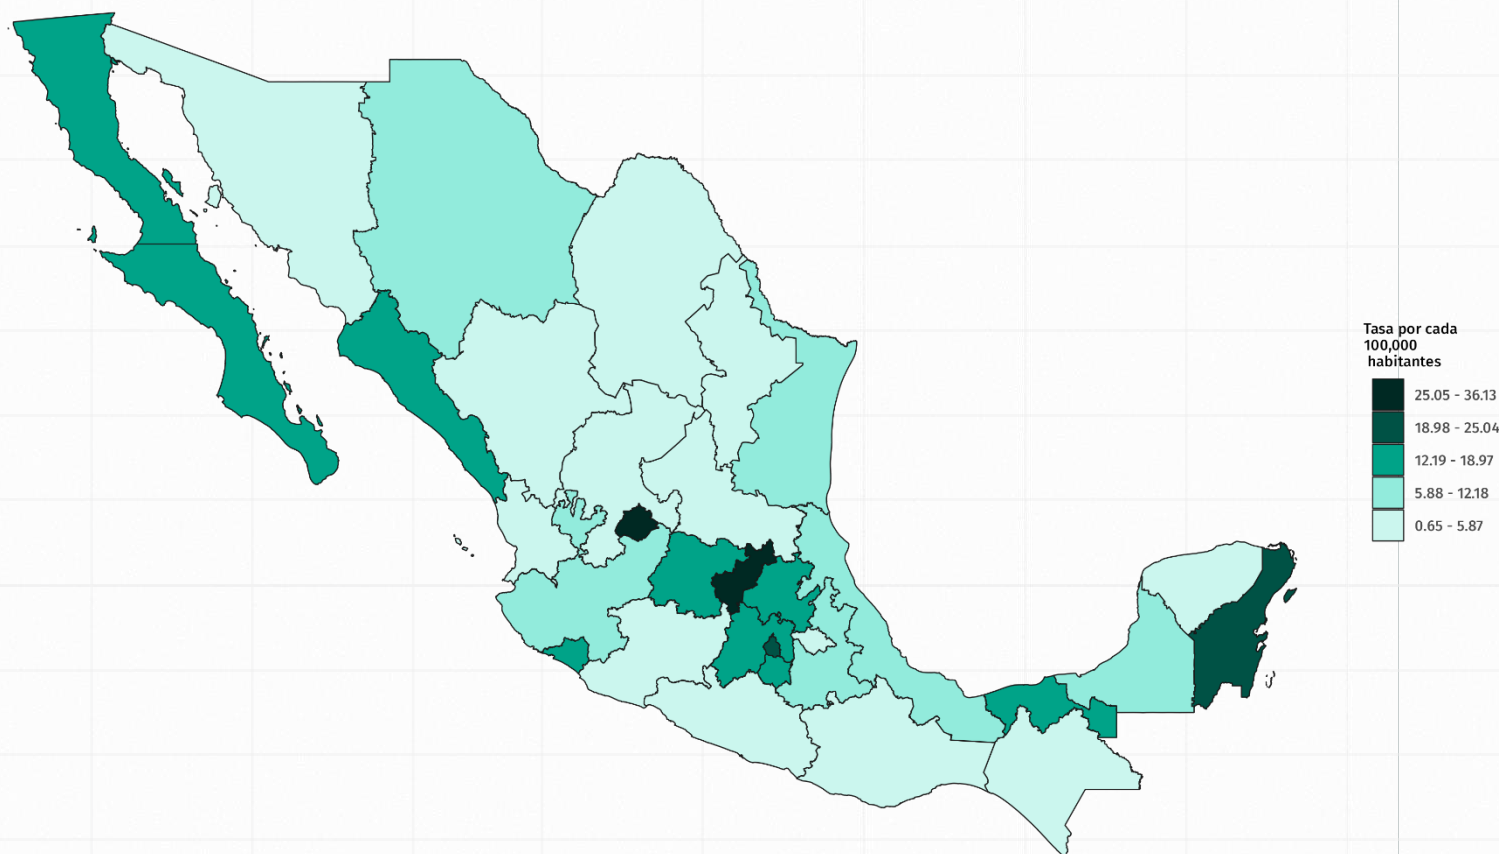 Tasa por cada
100,000
habitantes
25.05 - 36.13
18.98 - 25.04
12.19 - 18.97
5.88 - 12.18
0.65 - 5.87